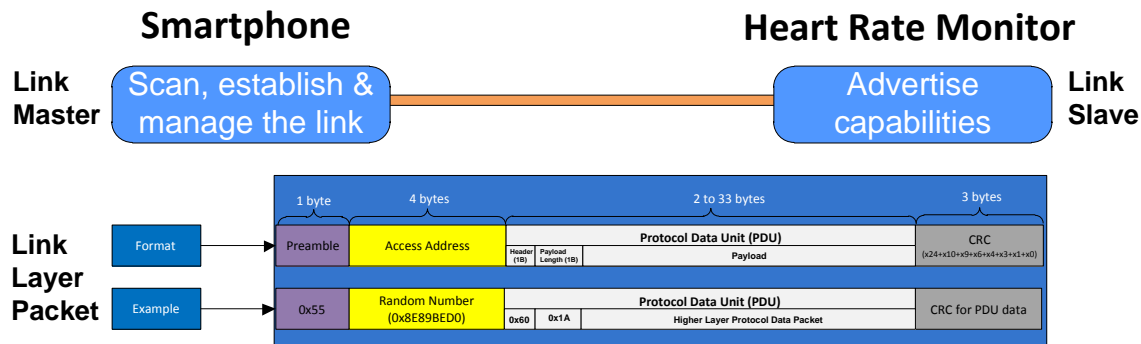 Smartphone
Heart Rate Monitor
Link
Master
Scan, establish &
manage the link
Advertise
capabilities
Link
Slave
1 byte
4 bytes
2 to 33 bytes
3 bytes
Link
Layer
Packet
Format
Preamble
Access Address
Protocol Data Unit (PDU)
Header
(1B)
Payload
Length (1B)
Payload
CRC
(x24+x10+x9+x6+x4+x3+x1+x0)
Example
0x55
Random Number
(0x8E89BED0)
Protocol Data Unit (PDU)
0x60
0x1A
Higher Layer Protocol Data Packet
CRC for PDU data